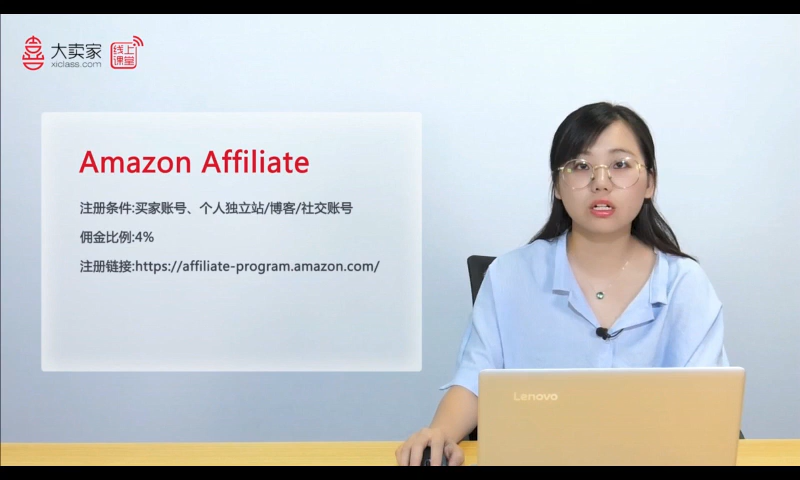 大卖家
xiclass.com
线上
课堂
Amazon Affiliate
注册条件:买家账号、个人独立站/博客/社交账号
佣金比例:4%
注册链接:https://affiliate-program.amazon.com/
Lenovo